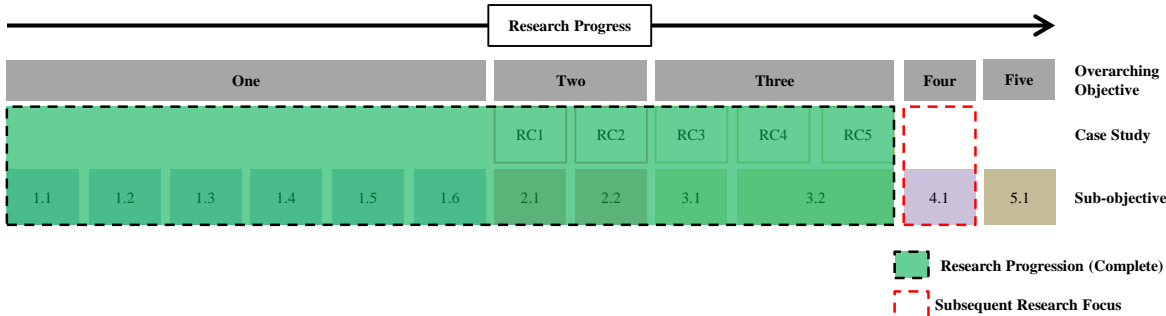 Research Progress
One Two Three Four Five Overarching
Objective
RC1 RC2 RC3 RC4 RC5 Case Study
1.1 1.2 1.3 1.4 1.5 1.6 2.1 2.2 3.1 3.2 4.1 5.1 Sub-objective
Research Progression (Complete)
Subsequent Research Focus